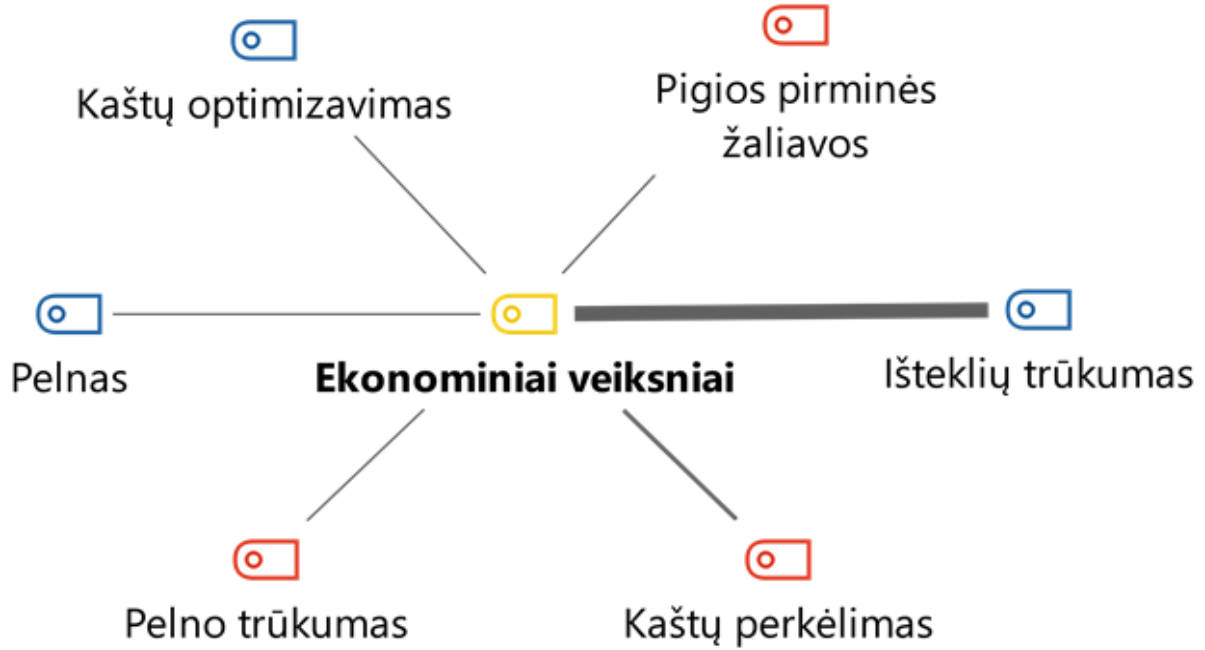 Kaštų optimizavimas
Pigios pirminės
žaliavos
Pelnas
Ekonominiai veiksniai
Išteklių trūkumas
Pelno trūkumas
Kaštų perkėlimas